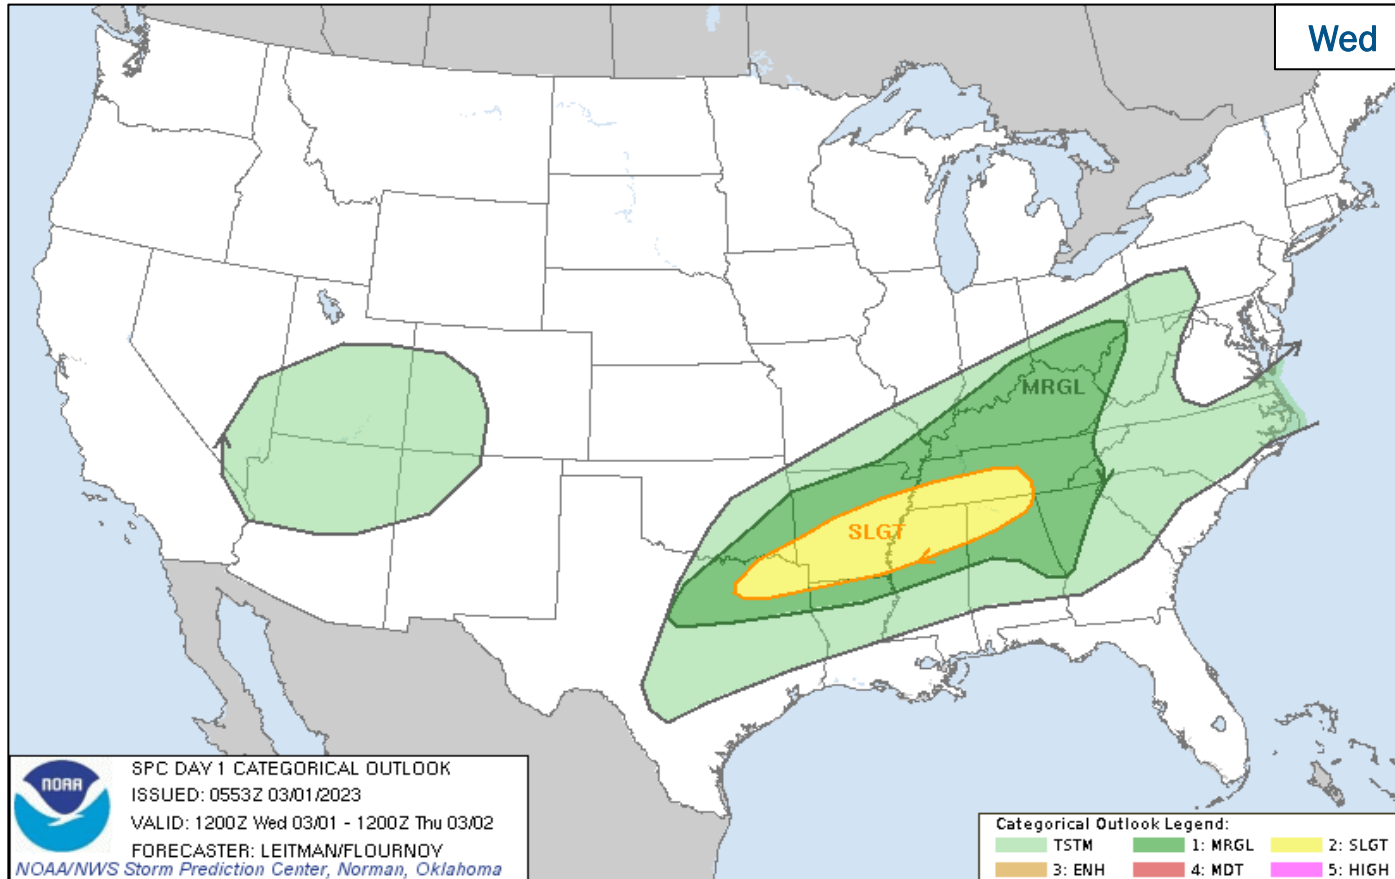 Wed
MRGL
SLGT
NOAA
SPC DAY 1 CATEGORICAL OUTLOOK
ISSUED: 0553Z 03/01/2023
VALID: 1200Z Wed 03/01 - 1200Z Thu 03/02
FORECASTER: LEITMAN/FLOURNOY
NOAA/NWS Storm Prediction Center, Norman, Oklahoma
Categorical Outlook Legend:
TSTM 1: MRGL 2: SLGT
3: ENH 4: MDT 5: HIGH